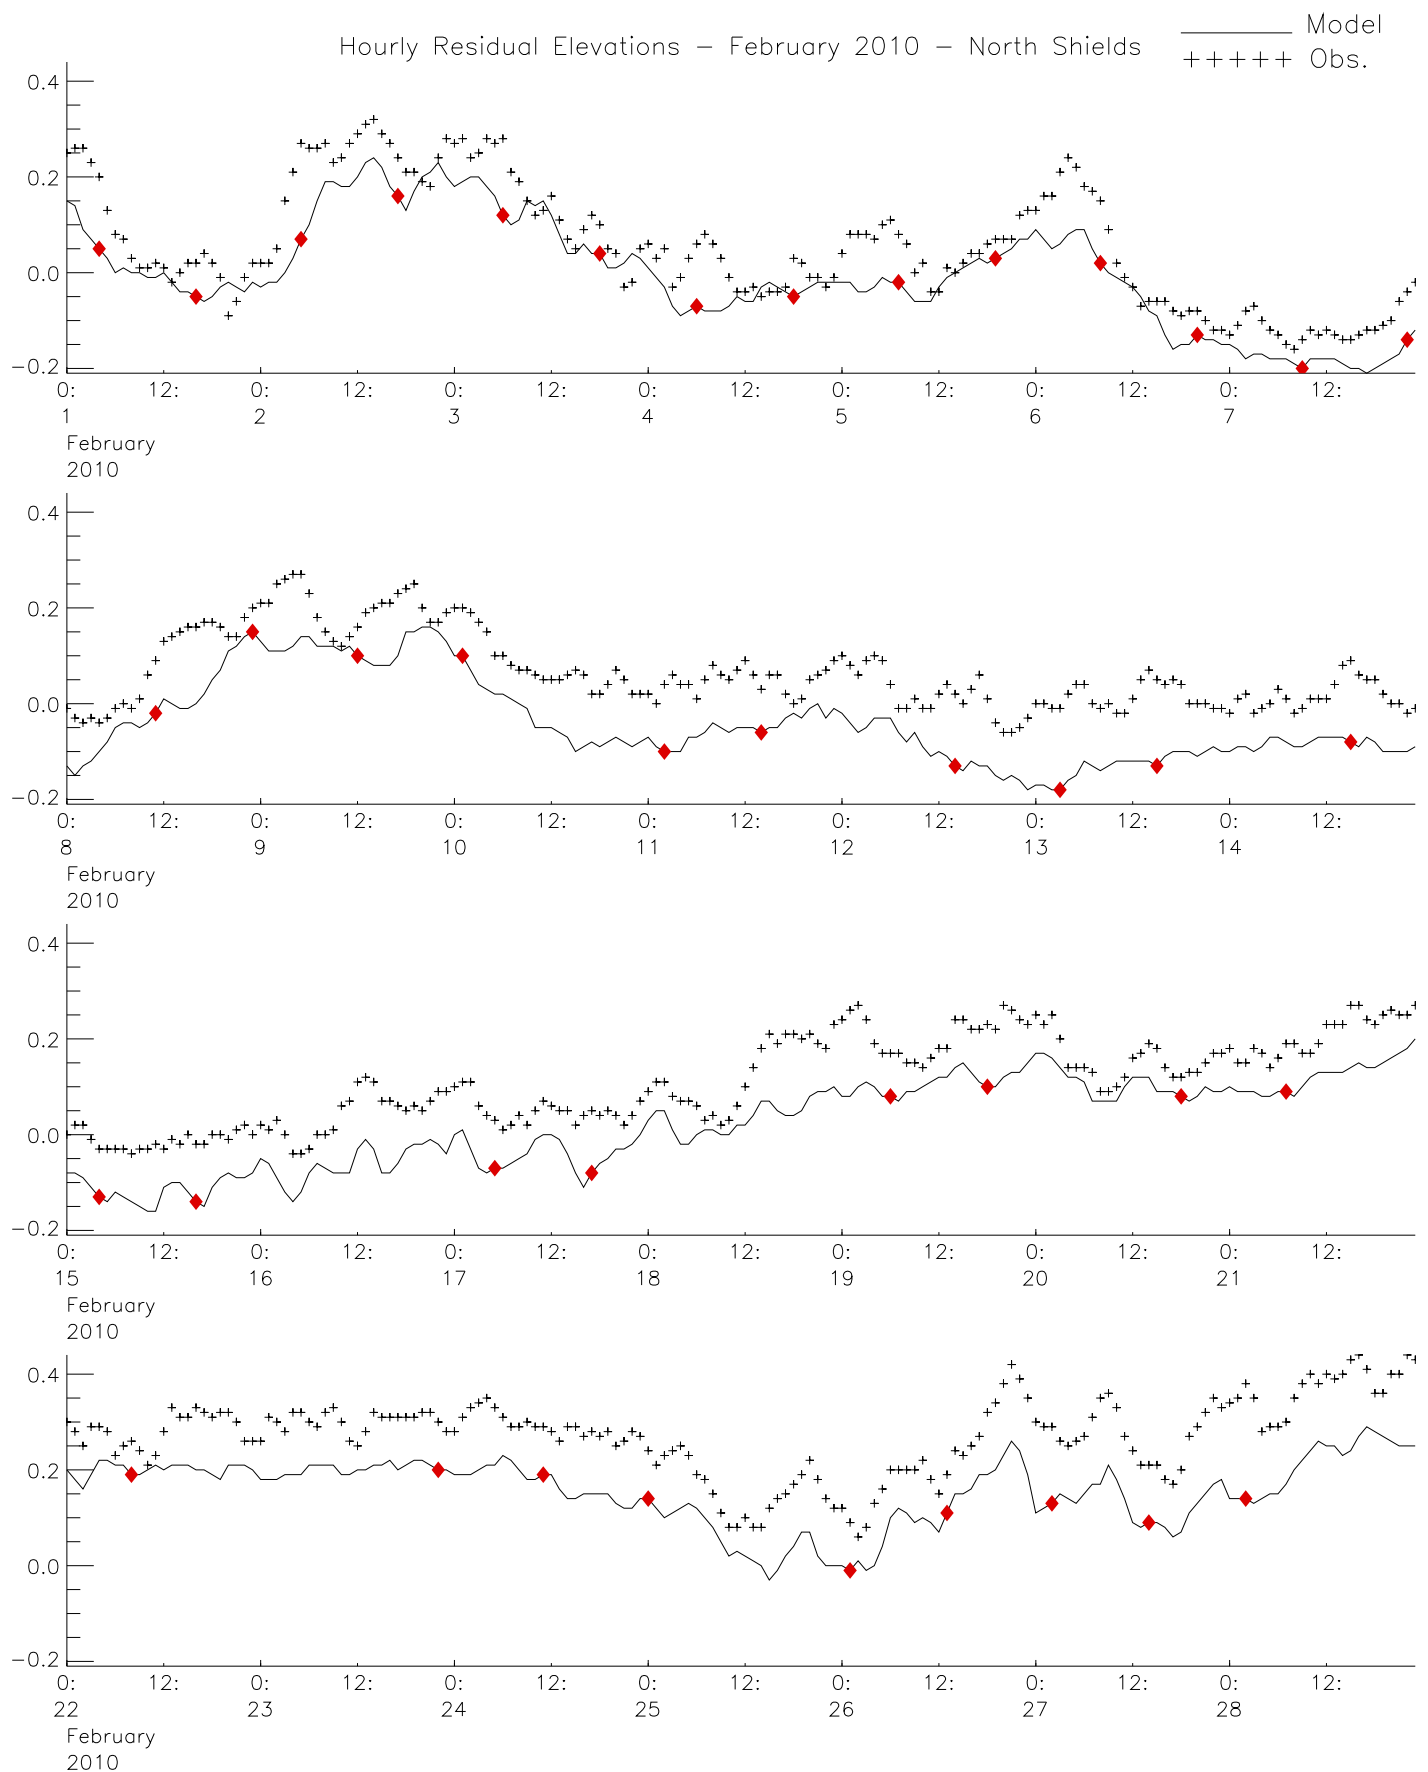 Hourly Residual Elevations – February 2010 – North Shields
Model
+++++ Obs.
0.4
0.2
0.0
−0.2
0: 12: 0: 12: 0: 12: 0: 12: 0: 12: 0: 12: 0: 12:
1 2 3 4 5 6 7
February
2010
0.4
0.2
0.0
−0.2
0: 12: 0: 12: 0: 12: 0: 12: 0: 12: 0: 12: 0: 12:
8 9 10 11 12 13 14
February
2010
0.4
0.2
0.0
−0.2
0: 12: 0: 12: 0: 12: 0: 12: 0: 12: 0: 12: 0: 12:
15 16 17 18 19 20 21
February
2010
0.4
0.2
0.0
−0.2
0: 12: 0: 12: 0: 12: 0: 12: 0: 12: 0: 12: 0: 12:
22 23 24 25 26 27 28
February
2010